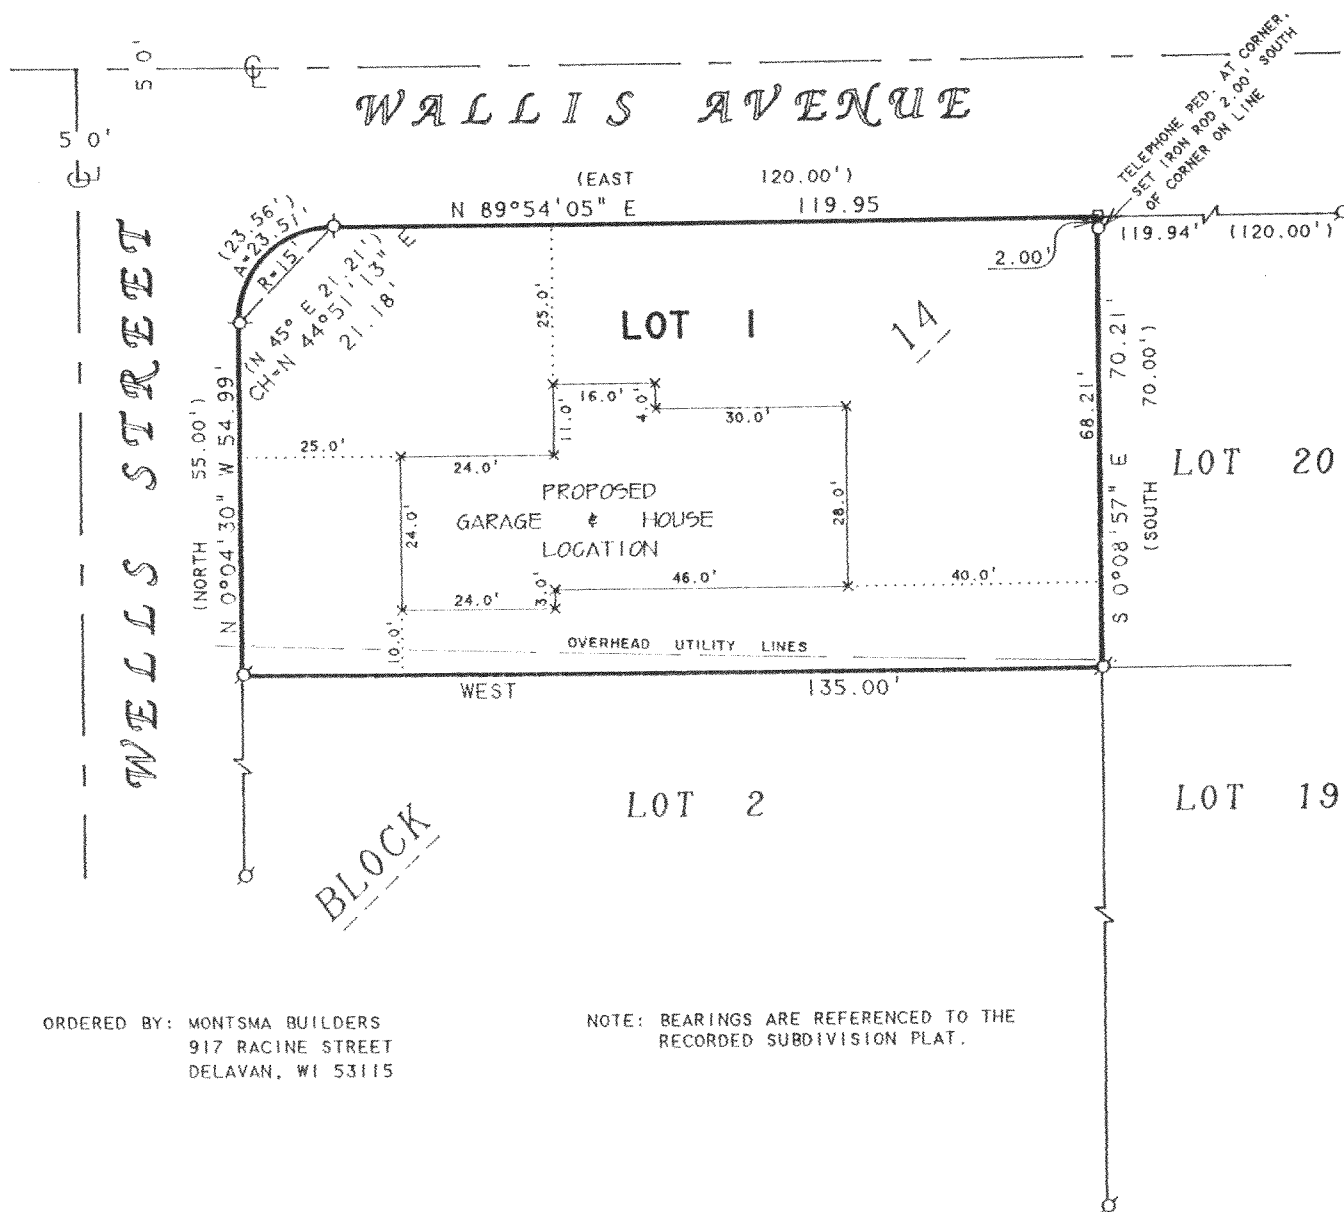 50'
50'
CL
CL
WALLIS AVENUE
WELLS STREET
TELEPHONE PED. AT CORNER.
SET IRON ROD 2.00' SOUTH
OF CORNER ON LINE
(EAST 120.00')
N 89°54'05" E 119.95
119.94' (120.00')
2.00'
(23.56')
A=23.57'
R=15'
(N 45° E 21.21')
CH=N 44°51'13" E
21.18'
25.0'
LOT 1
14
(NORTH 55.00')
N 0°04'30" W 54.99'
68.21'
S 0°08'57" E 70.21'
(SOUTH 70.00')
LOT 20
16.0'
4.0'
30.0'
11.0'
25.0'
24.0'
PROPOSED
GARAGE & HOUSE
LOCATION
24.0'
28.0'
46.0'
40.0'
24.0'
3.0'
10.0'
OVERHEAD UTILITY LINES
WEST 135.00'
LOT 2
LOT 19
BLOCK
ORDERED BY: MONTSMA BUILDERS
917 RACINE STREET
DELAVAN, WI 53115
NOTE: BEARINGS ARE REFERENCED TO THE
RECORDED SUBDIVISION PLAT.